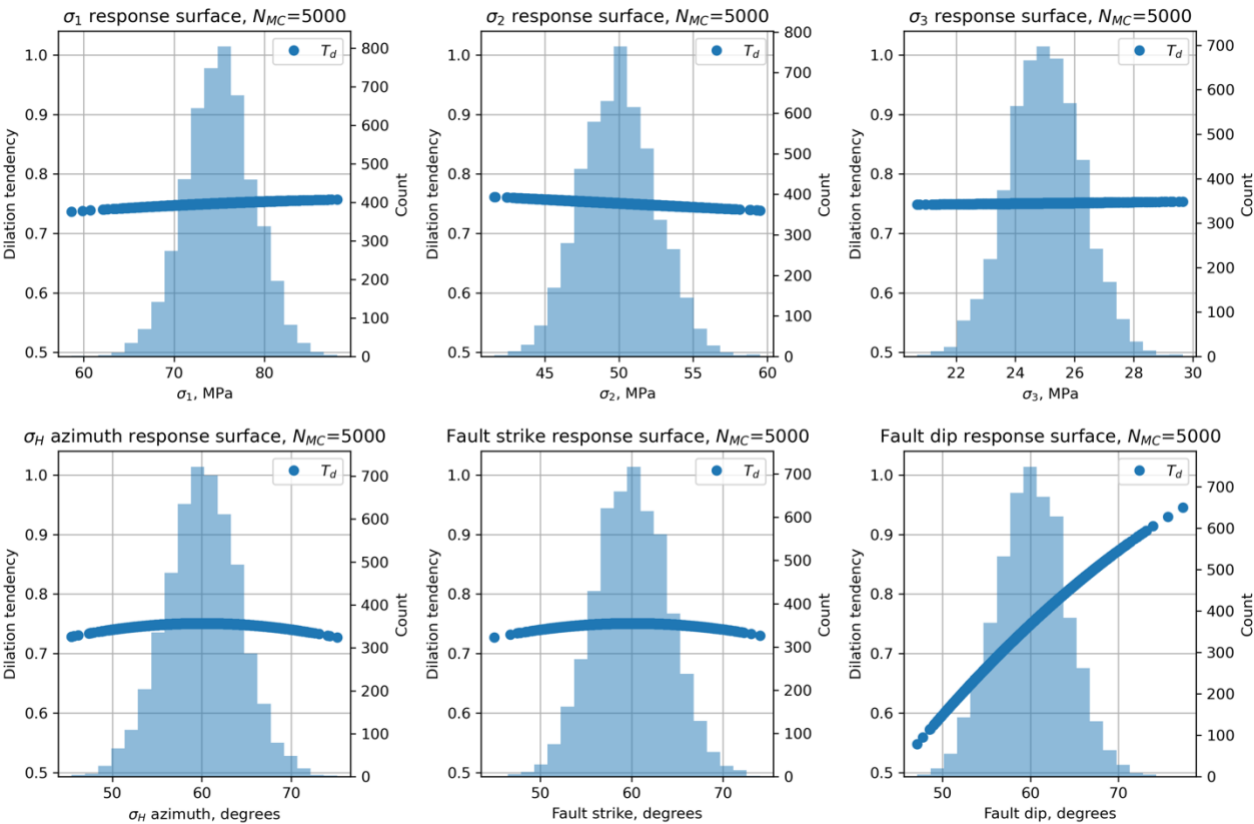 σ1 response surface, NMC=5000
Td
1.0
0.9
0.8
0.7
0.6
0.5
Dilation tendency
800
700
600
500
400
300
200
100
0
Count
60 70 80
σ1, MPa
σ2 response surface, NMC=5000
Td
1.0
0.9
0.8
0.7
0.6
0.5
Dilation tendency
800
700
600
500
400
300
200
100
0
Count
45 50 55 60
σ2, MPa
σ3 response surface, NMC=5000
Td
1.0
0.9
0.8
0.7
0.6
0.5
Dilation tendency
700
600
500
400
300
200
100
0
Count
22 24 26 28 30
σ3, MPa
σH azimuth response surface, NMC=5000
Td
1.0
0.9
0.8
0.7
0.6
0.5
Dilation tendency
700
600
500
400
300
200
100
0
Count
50 60 70
σH azimuth, degrees
Fault strike response surface, NMC=5000
Td
1.0
0.9
0.8
0.7
0.6
0.5
Dilation tendency
700
600
500
400
300
200
100
0
Count
50 60 70
Fault strike, degrees
Fault dip response surface, NMC=5000
Td
1.0
0.9
0.8
0.7
0.6
0.5
Dilation tendency
700
600
500
400
300
200
100
0
Count
50 60 70
Fault dip, degrees